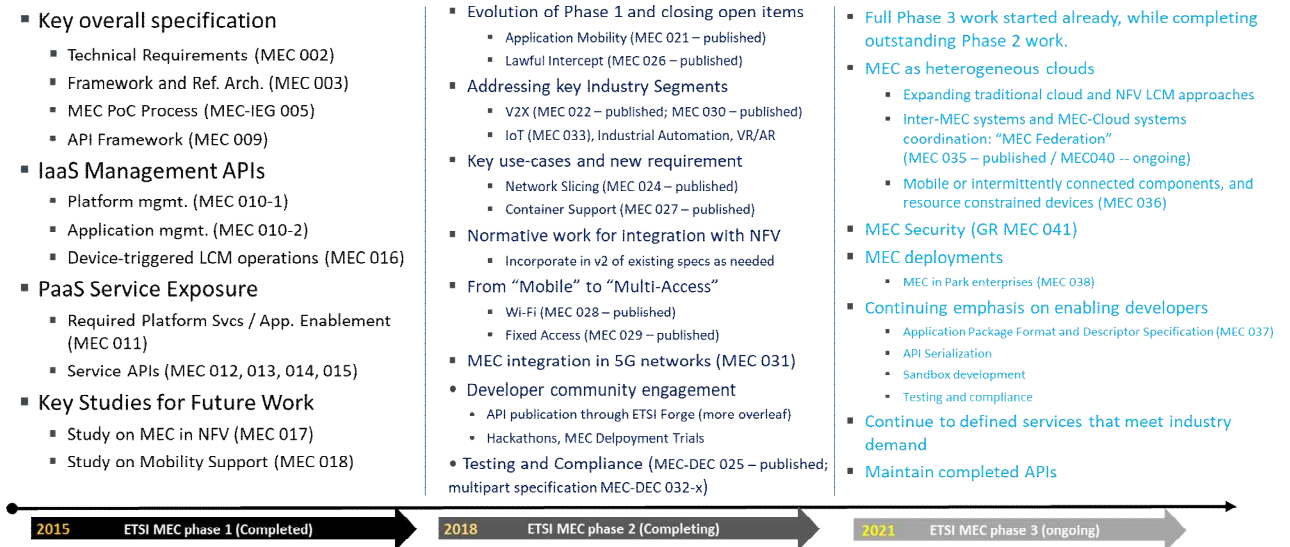 Key overall specification
Technical Requirements (MEC 002)
Framework and Ref. Arch. (MEC 003)
MEC PoC Process (MEC-IEG 005)
API Framework (MEC 009)
IaaS Management APIs
Platform mgmt. (MEC 010-1)
Application mgmt. (MEC 010-2)
Device-triggered LCM operations (MEC 016)
PaaS Service Exposure
Required Platform Svcs / App. Enablement
(MEC 011)
Service APIs (MEC 012, 013, 014, 015)
Key Studies for Future Work
Study on MEC in NFV (MEC 017)
Study on Mobility Support (MEC 018)
Evolution of Phase 1 and closing open items
Application Mobility (MEC 021 – published)
Lawful Intercept (MEC 026 – published)
Addressing key Industry Segments
V2X (MEC 022 – published; MEC 030 – published)
IoT (MEC 033), Industrial Automation, VR/AR
Key use-cases and new requirement
Network Slicing (MEC 024 – published)
Container Support (MEC 027 – published)
Normative work for integration with NFV
Incorporate in v2 of existing specs as needed
From “Mobile” to “Multi-Access”
Wi-Fi (MEC 028 – published)
Fixed Access (MEC 029 – published)
MEC integration in 5G networks (MEC 031)
Developer community engagement
API publication through ETSI Forge (more overleaf)
Hackathons, MEC Delpoyment Trials
Testing and Compliance (MEC-DEC 025 – published;
multipart specification MEC-DEC 032-x)
Full Phase 3 work started already, while completing
outstanding Phase 2 work.
MEC as heterogeneous clouds
Expanding traditional cloud and NFV LCM approaches
Inter-MEC systems and MEC-Cloud systems
coordination: “MEC Federation”
(MEC 035 – published / MEC040 -- ongoing)
Mobile or intermittently connected components, and
resource constrained devices (MEC 036)
MEC Security (GR MEC 041)
MEC deployments
MEC in Park enterprises (MEC 038)
Continuing emphasis on enabling developers
Application Package Format and Descriptor Specification (MEC 037)
API Serialization
Sandbox development
Testing and compliance
Continue to defined services that meet industry
demand
Maintain completed APIs
2015 ETSI MEC phase 1 (Completed)
2018 ETSI MEC phase 2 (Completing)
2021 ETSI MEC phase 3 (ongoing)